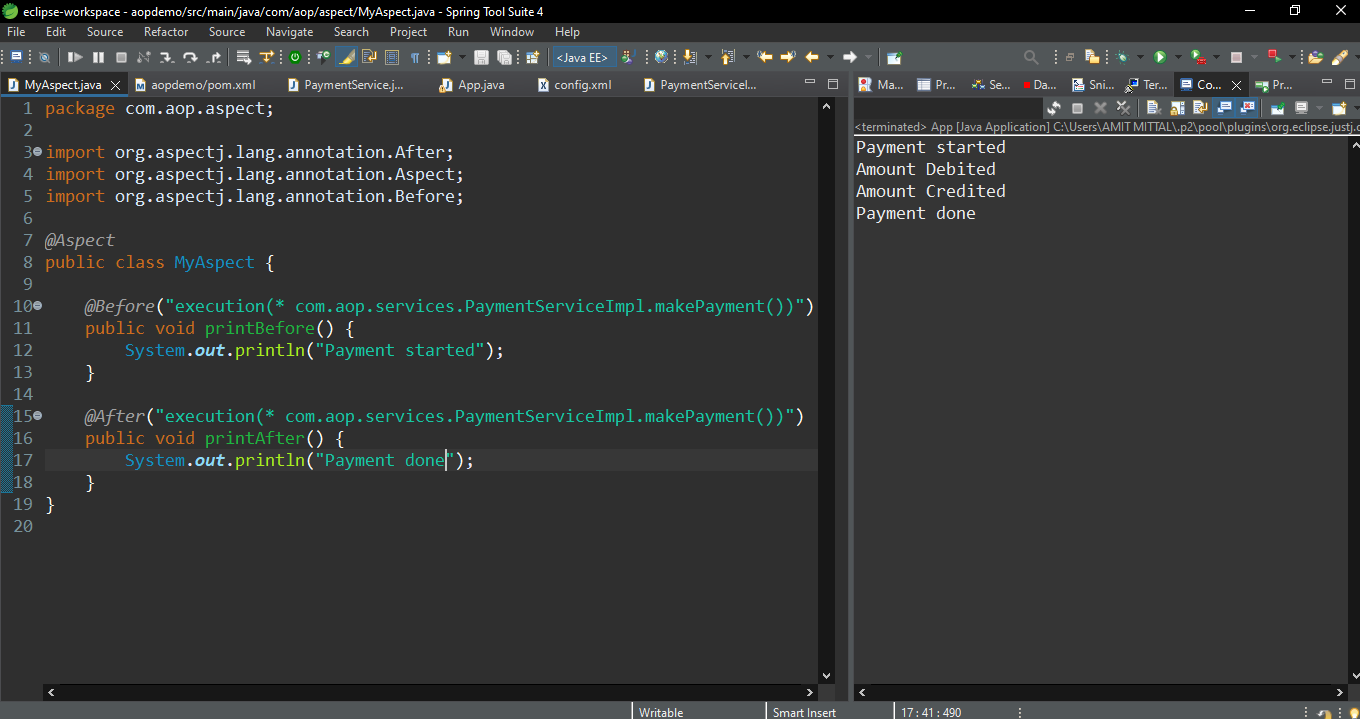 eclipse-workspace - aopdemo/src/main/java/com/aop/aspect/MyAspect.java - Spring Tool Suite 4
File Edit Source Refactor Source Navigate Search Project Run Window Help
<Java EE>
MyAspect.java aopdemo/pom.xml PaymentService.j... App.java config.xml PaymentServiceI...
1 package com.aop.aspect;
2
3 import org.aspectj.lang.annotation.After;
4 import org.aspectj.lang.annotation.Aspect;
5 import org.aspectj.lang.annotation.Before;
6
7 @Aspect
8 public class MyAspect {
9
10 @Before("execution(* com.aop.services.PaymentServiceImpl.makePayment())")
11 public void printBefore() {
12 System.out.println("Payment started");
13 }
14
15 @After("execution(* com.aop.services.PaymentServiceImpl.makePayment())")
16 public void printAfter() {
17 System.out.println("Payment done");
18 }
19 }
20
Ma... Pr... Se... Da... Sni... Ter... Co... Pr...
<terminated> App [Java Application] C:\Users\AMIT MITTAL\.p2\pool\plugins\org.eclipse.justj.o
Payment started
Amount Debited
Amount Credited
Payment done
Writable Smart Insert 17 : 41 : 490